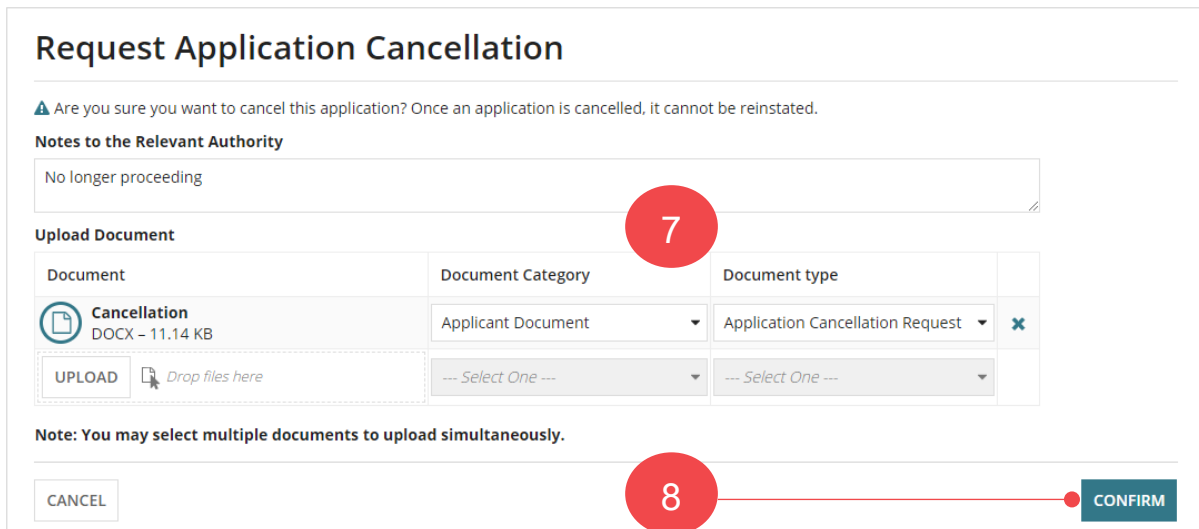 Request Application Cancellation
Are you sure you want to cancel this application? Once an application is cancelled, it cannot be reinstated.
Notes to the Relevant Authority
No longer proceeding
7
Upload Document
Document Document Category Document type
Cancellation
DOCX – 11.14 KB
Applicant Document Application Cancellation Request
UPLOAD Drop files here --- Select One --- --- Select One ---
Note: You may select multiple documents to upload simultaneously.
CANCEL 8 CONFIRM